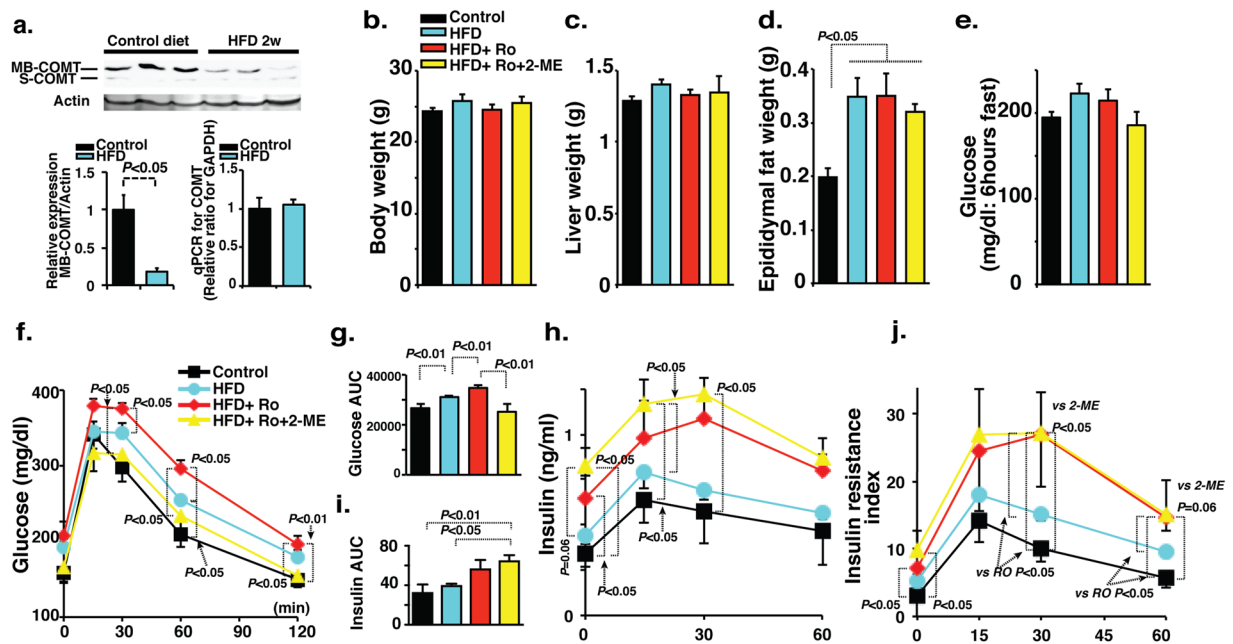 a.
Control diet HFD 2w
MB-COMT
S-COMT
Actin
Control
HFD
P<0.05
Relative expression
MB-COMT/Actin
1.5
1
0.5
0
Control
HFD
qPCR for COMT
(Relative ratio for GAPDH)
1.5
1
0.5
0
b.
Control
HFD
HFD+ Ro
HFD+ Ro+2-ME
Body weight (g)
30
20
10
0
c.
Liver weight (g)
1.5
1
0.5
0
d.
P<0.05
Epididymal fat wieght (g)
0.4
0.3
0.2
0.1
0
e.
Glucose
(mg/dl: 6hours fast)
200
100
0
f.
Control
HFD
HFD+ Ro
HFD+ Ro+2-ME
Glucose (mg/dl)
400
300
200
100
P<0.05
P<0.05
P<0.05
P<0.05
P<0.05
P<0.01
P<0.05
(min)
0 30 60 120
g.
P<0.01
P<0.01
P<0.01
Glucose AUC
40000
20000
0
i.
P<0.01
P<0.05
Insulin AUC
80
40
0
h.
Insulin (ng/ml)
1
0
P<0.05
P<0.05
P<0.05
P<0.05
P=0.06
P<0.05
0 15 30 60
j.
Insulin resistance
index
30
20
10
0
vs 2-ME
P<0.05
vs 2-ME
P=0.06
vs RO P<0.05
vs RO P<0.05
P<0.05 P<0.05
0 15 30 45 60